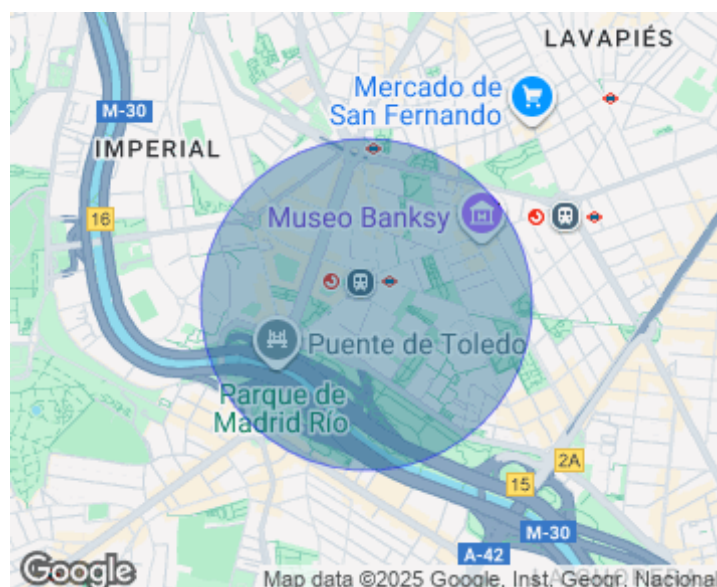 LAVAPIÉS
Mercado de
San Fernando
M-30
IMPERIAL
16
Museo Banksy
Puente de Toledo
Parque de
Madrid Río
2A
15
M-30
A-42
Google
Map data ©2025 Google, Inst. Geogr. Nacional